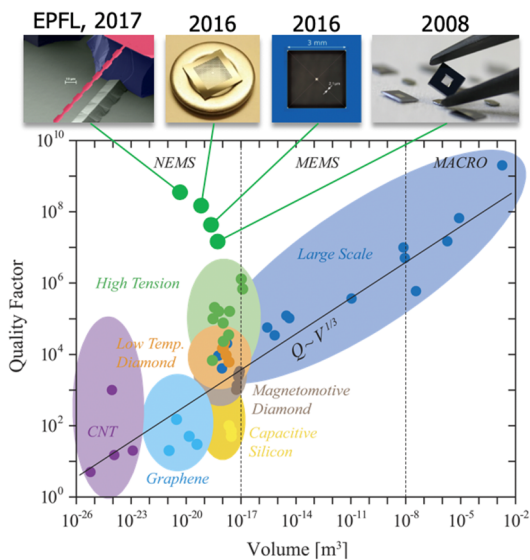 EPFL, 2017
2016
2016
2008
3 mm
Quality Factor
10^10
10^8
10^6
10^4
10^2
10^0
NEMS
MEMS
MACRO
High Tension
Large Scale
Low Temp.
Diamond
Q~V^1/3
Magnetomotive
Diamond
CNT
Capacitive
Silicon
Graphene
10^-26
10^-23
10^-20
10^-17
10^-14
10^-11
10^-8
10^-5
10^-2
Volume [m^3]